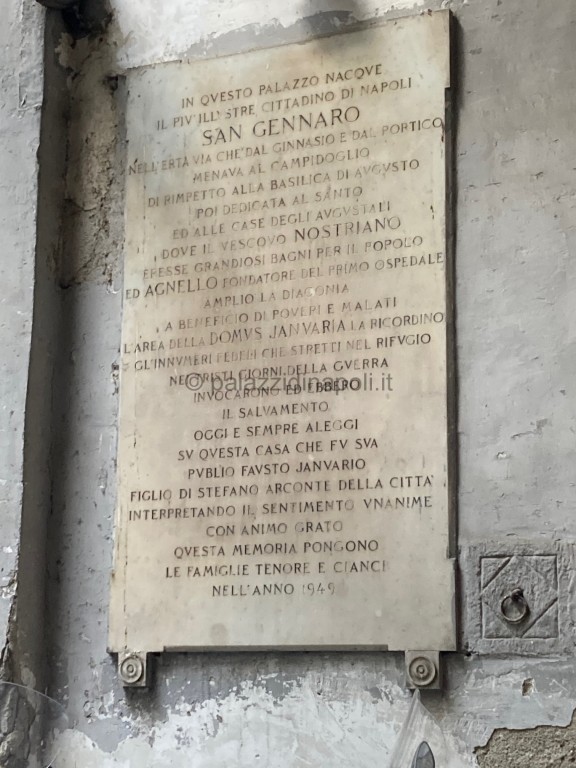 IN QVESTO PALAZZO NACQVE
IL PIV' ILLVSTRE CITTADINO DI NAPOLI
SAN GENNARO
NELL'ERTA VIA CHE DAL GINNASIO E DAL PORTICO
MENAVA AL CAMPIDOGLIO
DI RIMPETTO ALLA BASILICA DI AVGVSTO
POI DEDICATA AL SANTO
ED ALLE CASE DEGLI AVGVSTALI
DOVE IL VESCOVO NOSTRIANO
ERESSE GRANDIOSI BAGNI PER IL POPOLO
ED AGNELLO FONDATORE DEL PRIMO OSPEDALE
AMPLIO LA DIACONIA
A BENEFICIO DI POVERI E MALATI
L'AREA DELLA DOMVS JANVARIA LA RICORDINO
GL'INNVMERI FEDELI CHE STRETTI NEL RIFVGIO
NEI TRISTI GIORNI DELLA GVERRA
INVOCARONO ED EBBERO
IL SALVAMENTO
OGGI E SEMPRE ALEGGI
SV QVESTA CASA CHE FV SVA
PVBLIO FAVSTO JANVARIO
FIGLIO DI STEFANO ARCONTE DELLA CITTA'
INTERPRETANDO IL SENTIMENTO VNANIME
CON ANIMO GRATO
QVESTA MEMORIA PONGONO
LE FAMIGLIE TENORE E CIANCI
NELL'ANNO 1949
© palazzidinapoli.it